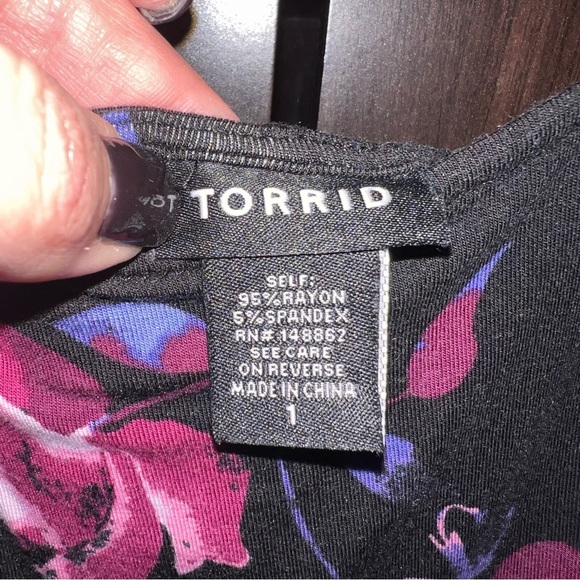 TORRID
SELF:
95% RAYON
5% SPANDEX
RN# 148862
SEE CARE
ON REVERSE
MADE IN CHINA
1